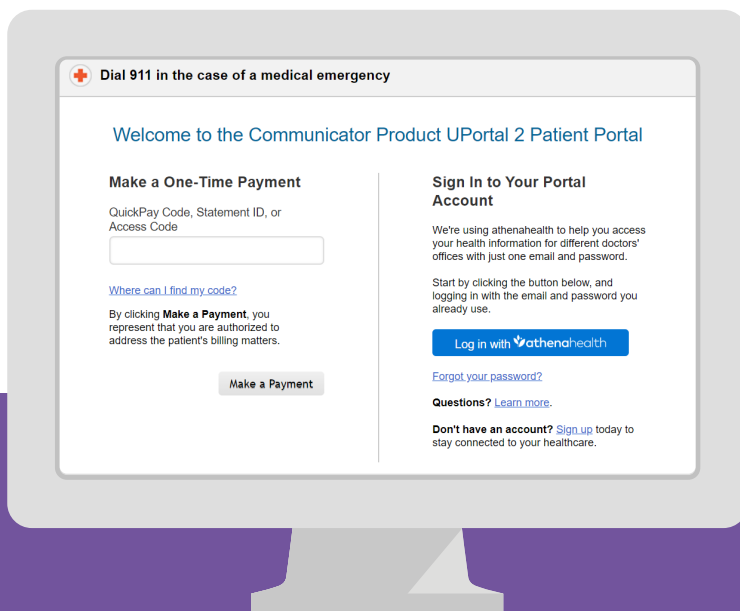 Dial 911 in the case of a medical emergency
Welcome to the Communicator Product UPortal 2 Patient Portal
Make a One-Time Payment
QuickPay Code, Statement ID, or
Access Code
Where can I find my code?
By clicking Make a Payment, you
represent that you are authorized to
address the patient's billing matters.
Make a Payment
Sign In to Your Portal
Account
We're using athenahealth to help you access
your health information for different doctors'
offices with just one email and password.
Start by clicking the button below, and
logging in with the email and password you
already use.
Log in with athenahealth
Forgot your password?
Questions? Learn more.
Don't have an account? Sign up today to
stay connected to your healthcare.